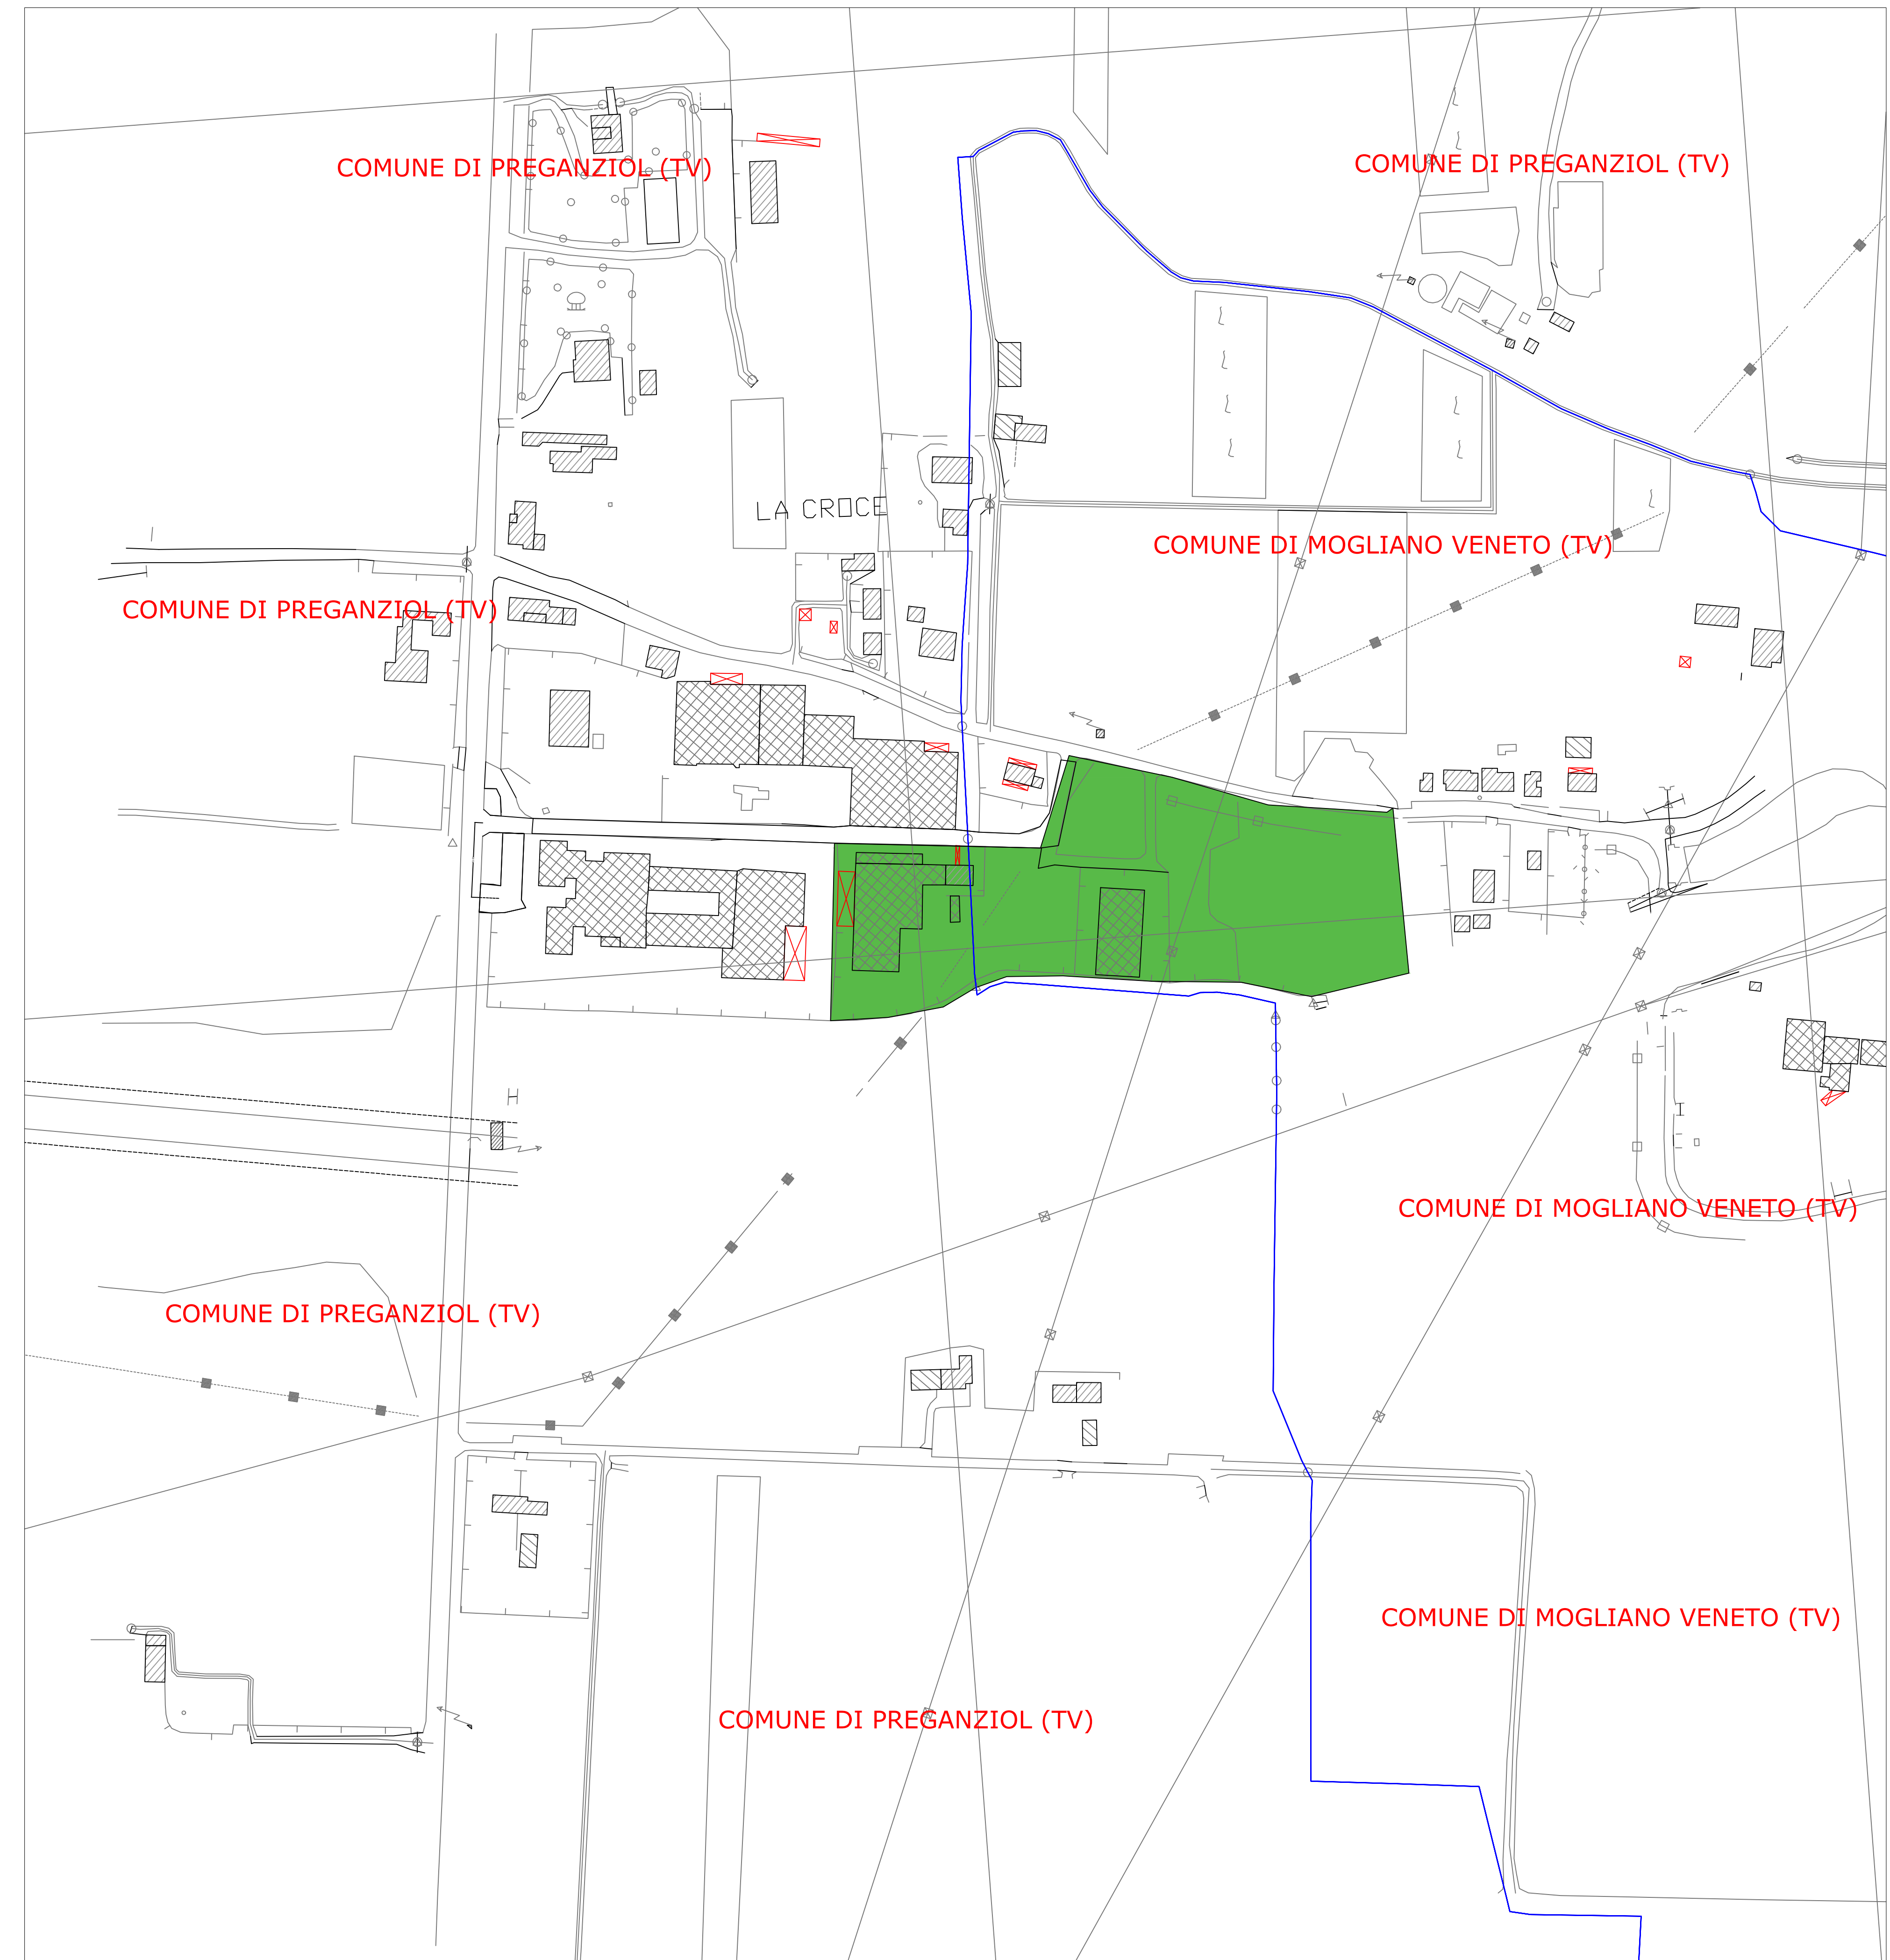 COMUNE DI PREGANZIOL (TV)
COMUNE DI PREGANZIOL (TV)
LA CROCE
COMUNE DI MOGLIANO VENETO (TV)
COMUNE DI PREGANZIOL (TV)
COMUNE DI MOGLIANO VENETO (TV)
COMUNE DI PREGANZIOL (TV)
COMUNE DI MOGLIANO VENETO (TV)
COMUNE DI PREGANZIOL (TV)